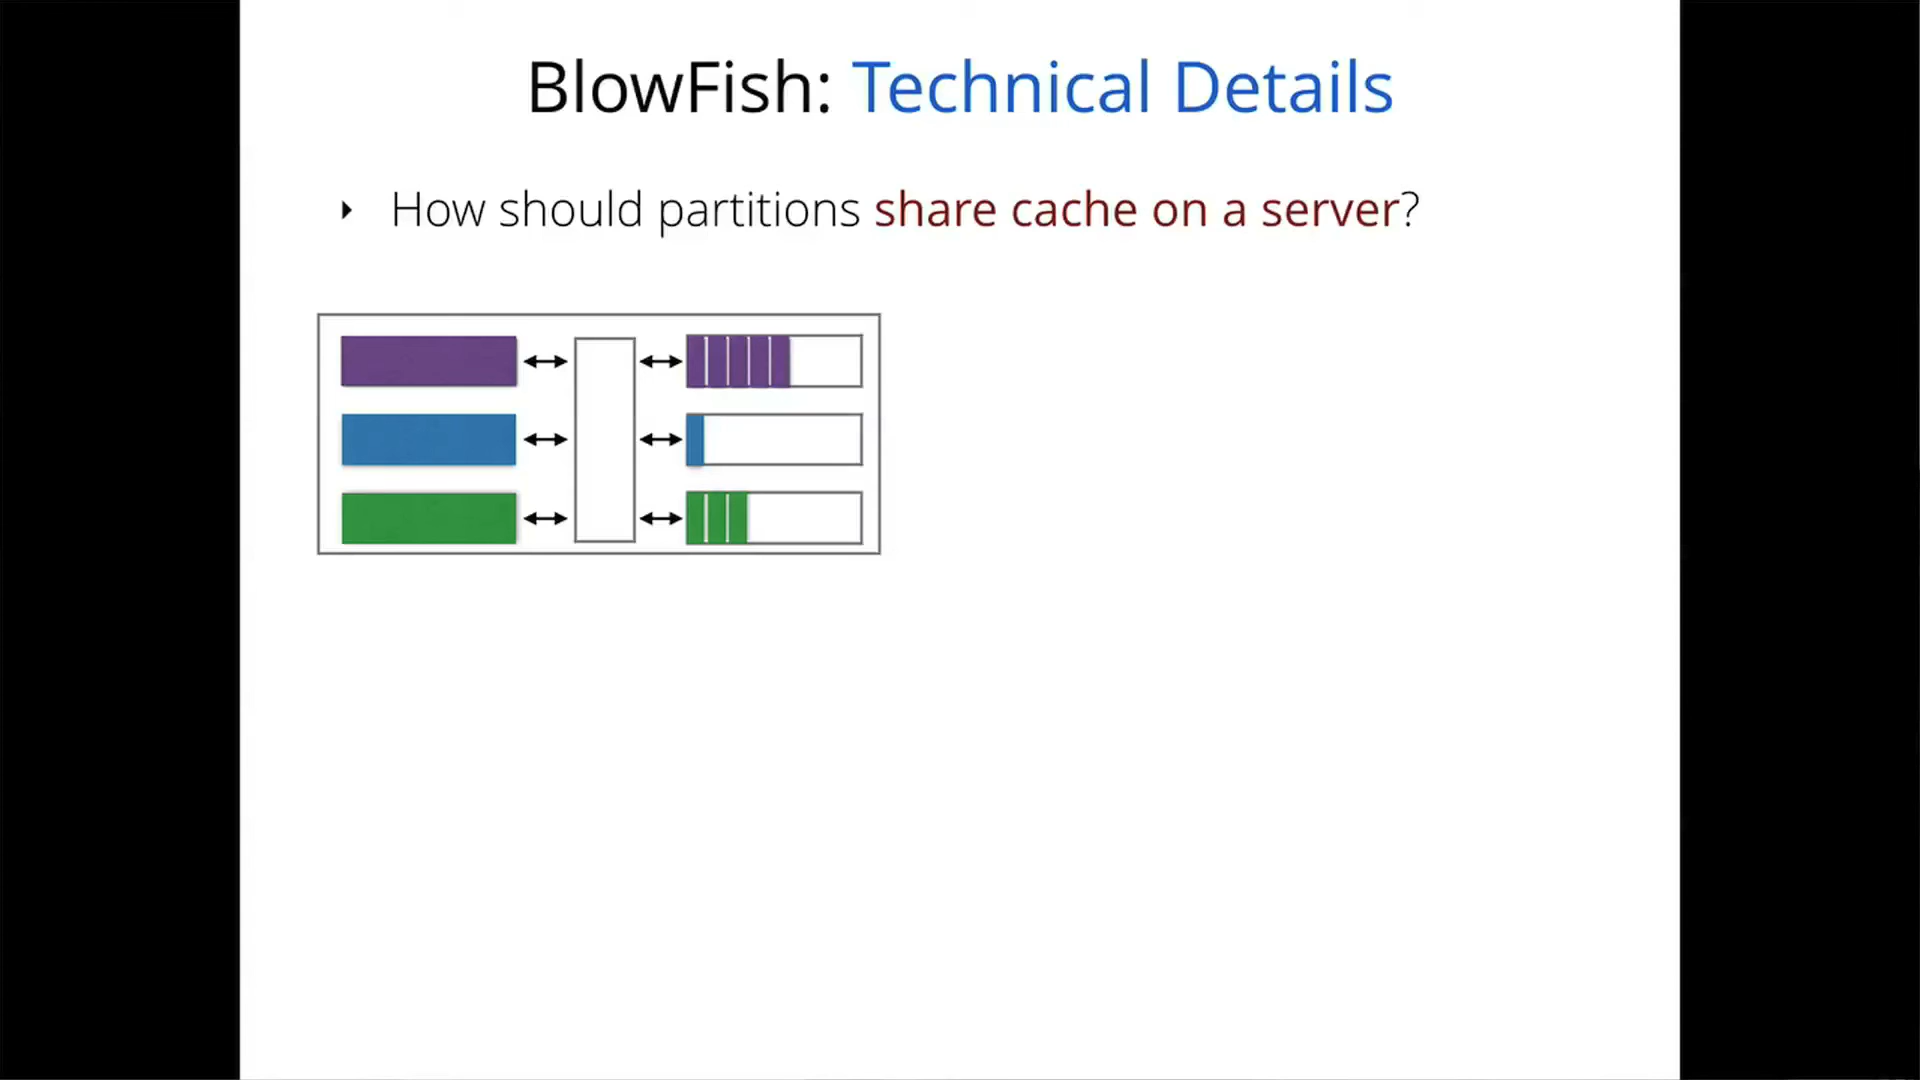 BlowFish: Technical Details
How should partitions share cache on a server?